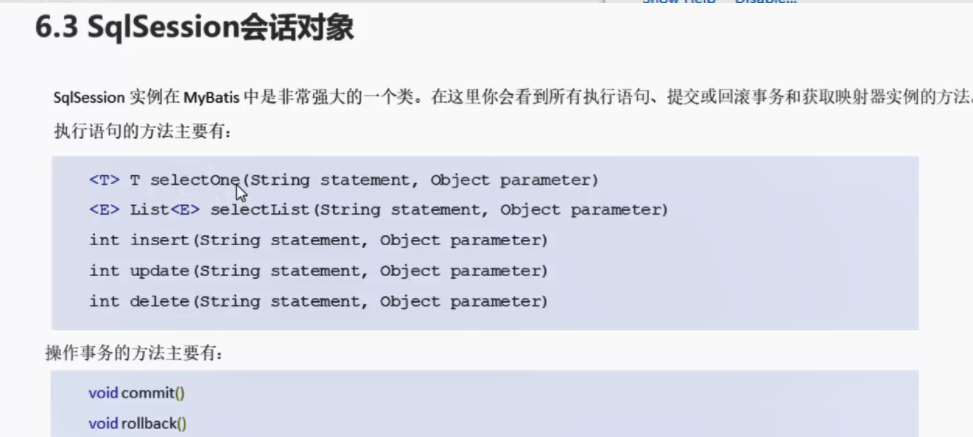 Show Help Disable...
6.3 SqlSession会话对象
SqlSession 实例在 MyBatis 中是非常强大的一个类。在这里你会看到所有执行语句、提交或回滚事务和获取映射器实例的方法。
执行语句的方法主要有：
<T> T selectOne(String statement, Object parameter)
<E> List<E> selectList(String statement, Object parameter)
int insert(String statement, Object parameter)
int update(String statement, Object parameter)
int delete(String statement, Object parameter)
操作事务的方法主要有：
void commit()
void rollback()